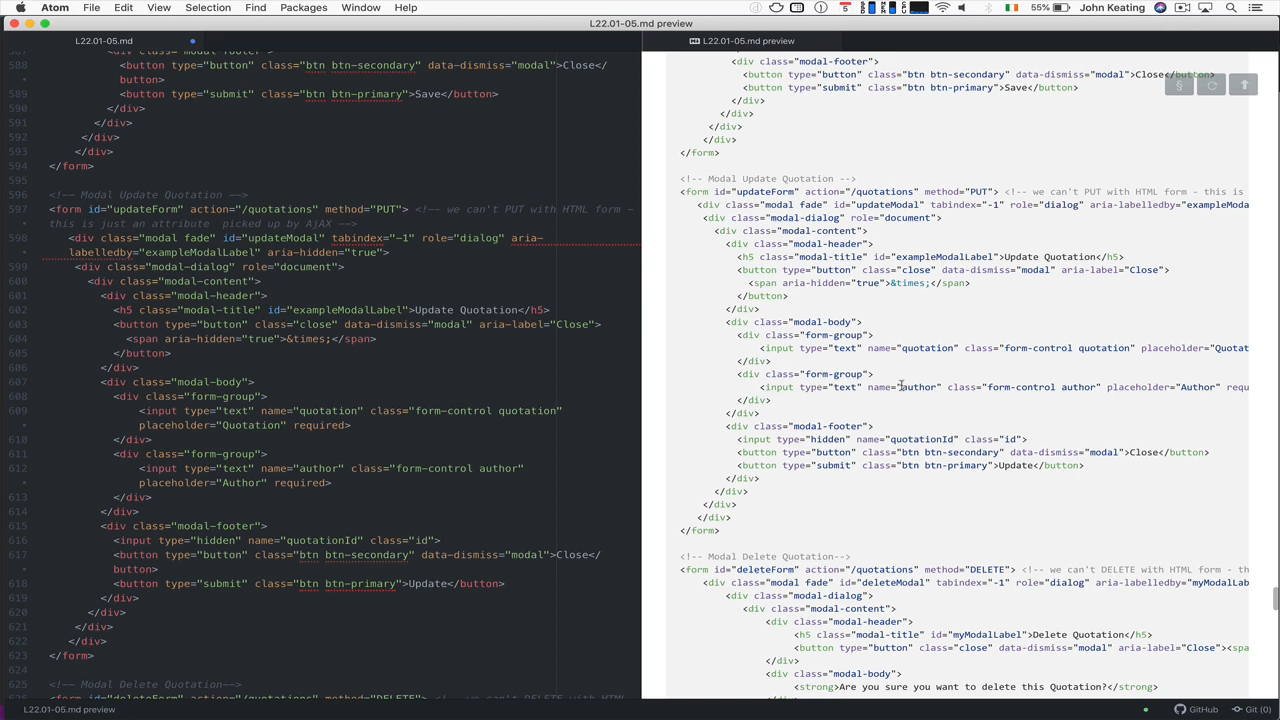 Atom File Edit View Selection Find Packages Window Help
5 55% John Keating
L22.01-05.md preview
L22.01-05.md
L22.01-05.md preview
588 <button type="button" class="btn btn-secondary" data-dismiss="modal">Close</
button>
589 <button type="submit" class="btn btn-primary">Save</button>
590 </div>
591 </div>
592 </div>
593 </div>
594 </form>
595
596 <!-- Modal Update Quotation -->
597 <form id="updateForm" action="/quotations" method="PUT"> <!-- we can't PUT with HTML form -
this is just an attribute picked up by AjAX>
598 <div class="modal fade" id="updateModal" tabindex="-1" role="dialog" aria-
labelledby="exampleModalLabel" aria-hidden="true">
599 <div class="modal-dialog" role="document">
600 <div class="modal-content">
601 <div class="modal-header">
602 <h5 class="modal-title" id="exampleModalLabel">Update Quotation</h5>
603 <button type="button" class="close" data-dismiss="modal" aria-label="Close">
604 <span aria-hidden="true">&times;</span>
605 </button>
606 </div>
607 <div class="modal-body">
608 <div class="form-group">
609 <input type="text" name="quotation" class="form-control quotation"
placeholder="Quotation" required>
610 </div>
611 <div class="form-group">
612 <input type="text" name="author" class="form-control author"
placeholder="Author" required>
613 </div>
614 </div>
615 <div class="modal-footer">
616 <input type="hidden" name="quotationId" class="id">
617 <button type="button" class="btn btn-secondary" data-dismiss="modal">Close</
button>
618 <button type="submit" class="btn btn-primary">Update</button>
619 </div>
620 </div>
621 </div>
622 </div>
623 </form>
624
625 <!-- Modal Delete Quotation-->
<div class="modal-footer">
<button type="button" class="btn btn-secondary" data-dismiss="modal">Close</button>
<button type="submit" class="btn btn-primary">Save</button>
</div>
</div>
</div>
</div>
</form>
<!-- Modal Update Quotation -->
<form id="updateForm" action="/quotations" method="PUT"> <!-- we can't PUT with HTML form - this is
<div class="modal fade" id="updateModal" tabindex="-1" role="dialog" aria-labelledby="exampleModa
<div class="modal-dialog" role="document">
<div class="modal-content">
<div class="modal-header">
<h5 class="modal-title" id="exampleModalLabel">Update Quotation</h5>
<button type="button" class="close" data-dismiss="modal" aria-label="Close">
<span aria-hidden="true">&times;</span>
</button>
</div>
<div class="modal-body">
<div class="form-group">
<input type="text" name="quotation" class="form-control quotation" placeholder="Quotat
</div>
<div class="form-group">
<input type="text" name="author" class="form-control author" placeholder="Author" requ
</div>
</div>
<div class="modal-footer">
<input type="hidden" name="quotationId" class="id">
<button type="button" class="btn btn-secondary" data-dismiss="modal">Close</button>
<button type="submit" class="btn btn-primary">Update</button>
</div>
</div>
</div>
</div>
</form>
<!-- Modal Delete Quotation-->
<form id="deleteForm" action="/quotations" method="DELETE"> <!-- we can't DELETE with HTML form - th
<div class="modal fade" id="deleteModal" tabindex="-1" role="dialog" aria-labelledby="myModalLab
<div class="modal-dialog">
<div class="modal-content">
<div class="modal-header">
<h5 class="modal-title" id="myModalLabel">Delete Quotation</h5>
<button type="button" class="close" data-dismiss="modal" aria-label="Close"><spa
</div>
<div class="modal-body">
<strong>Are you sure you want to delete this Quotation?</strong>
L22.01-05.md preview GitHub Git (0)